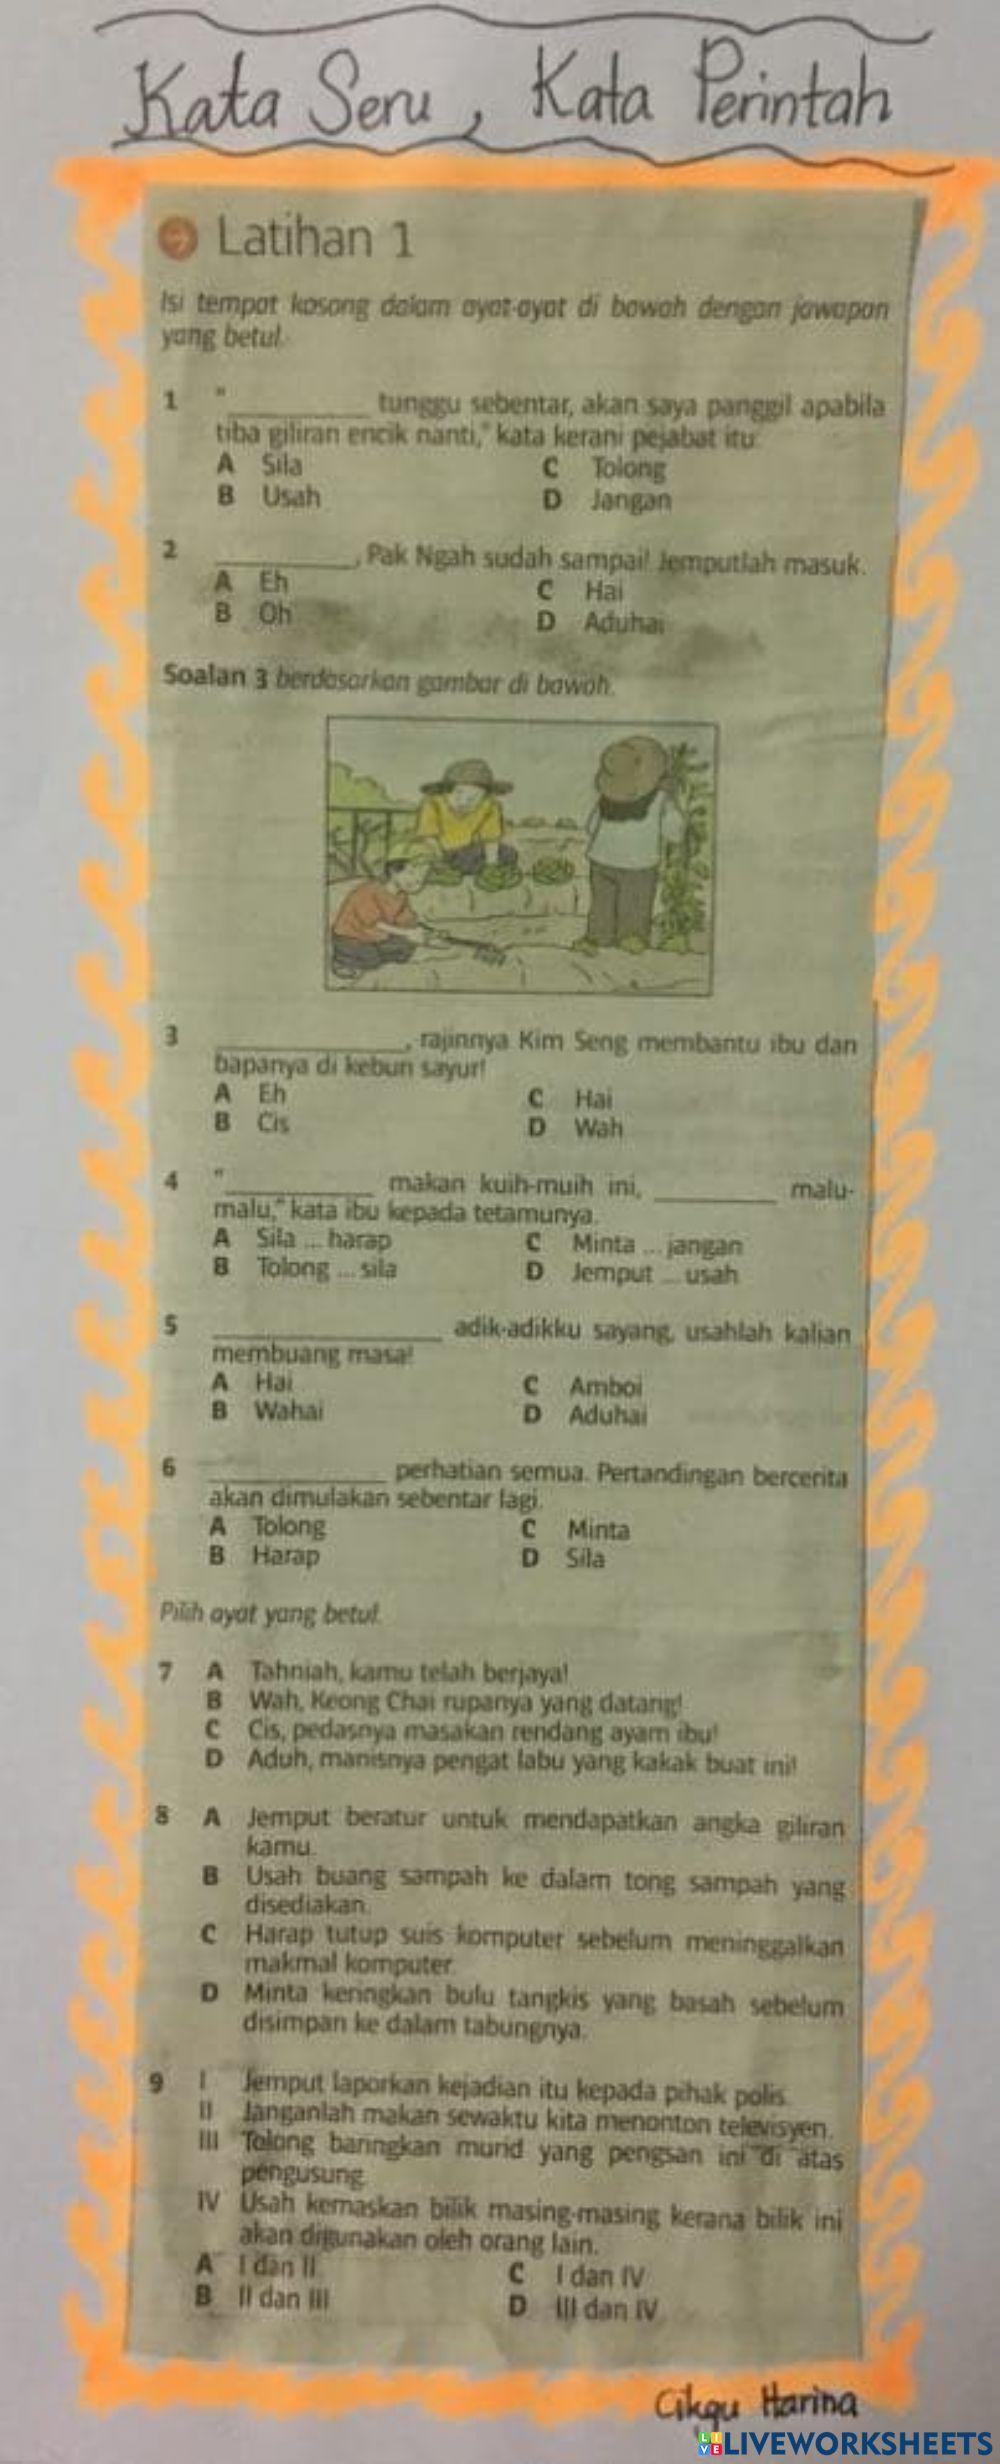 Kata Seru, Kata Perintah
Latihan 1
Isi tempat kosong dalam ayat-ayat di bawah dengan jawapan
yang betul.
1 "__________ tunggu sebentar, akan saya panggil apabila
tiba giliran encik nanti," kata kerani pejabat itu.
A Sila C Tolong
B Usah D Jangan
2 __________, Pak Ngah sudah sampai! Jemputlah masuk.
A Eh C Hai
B Oh D Aduhai
Soalan 3 berdasarkan gambar di bawah.
3 __________, rajinnya Kim Seng membantu ibu dan
bapanya di kebun sayur!
A Eh C Hai
B Cis D Wah
4 "__________ makan kuih-muih ini, __________ malu-
malu," kata ibu kepada tetamunya.
A Sila ... harap C Minta ... jangan
B Tolong ... sila D Jemput ... usah
5 __________ adik-adikku sayang, usahlah kalian
membuang masa!
A Hai C Amboi
B Wahai D Aduhai
6 __________ perhatian semua. Pertandingan bercerita
akan dimulakan sebentar lagi.
A Tolong C Minta
B Harap D Sila
Pilih ayat yang betul.
7 A Tahniah, kamu telah berjaya!
B Wah, Keong Chai rupanya yang datang!
C Cis, pedasnya masakan rendang ayam ibu!
D Aduh, manisnya pengat labu yang kakak buat ini!
8 A Jemput beratur untuk mendapatkan angka giliran
kamu.
B Usah buang sampah ke dalam tong sampah yang
disediakan.
C Harap tutup suis komputer sebelum meninggalkan
makmal komputer.
D Minta keringkan bulu tangkis yang basah sebelum
disimpan ke dalam tabungnya.
9 I Jemput laporkan kejadian itu kepada pihak polis.
II Janganlah makan sewaktu kita menonton televisyen.
III Tolong baringkan murid yang pengsan ini di atas
pengusung.
IV Usah kemaskan bilik masing-masing kerana bilik ini
akan digunakan oleh orang lain.
A I dan II C I dan IV
B II dan III D III dan IV
Cikgu Harina
LIVEWORKSHEETS